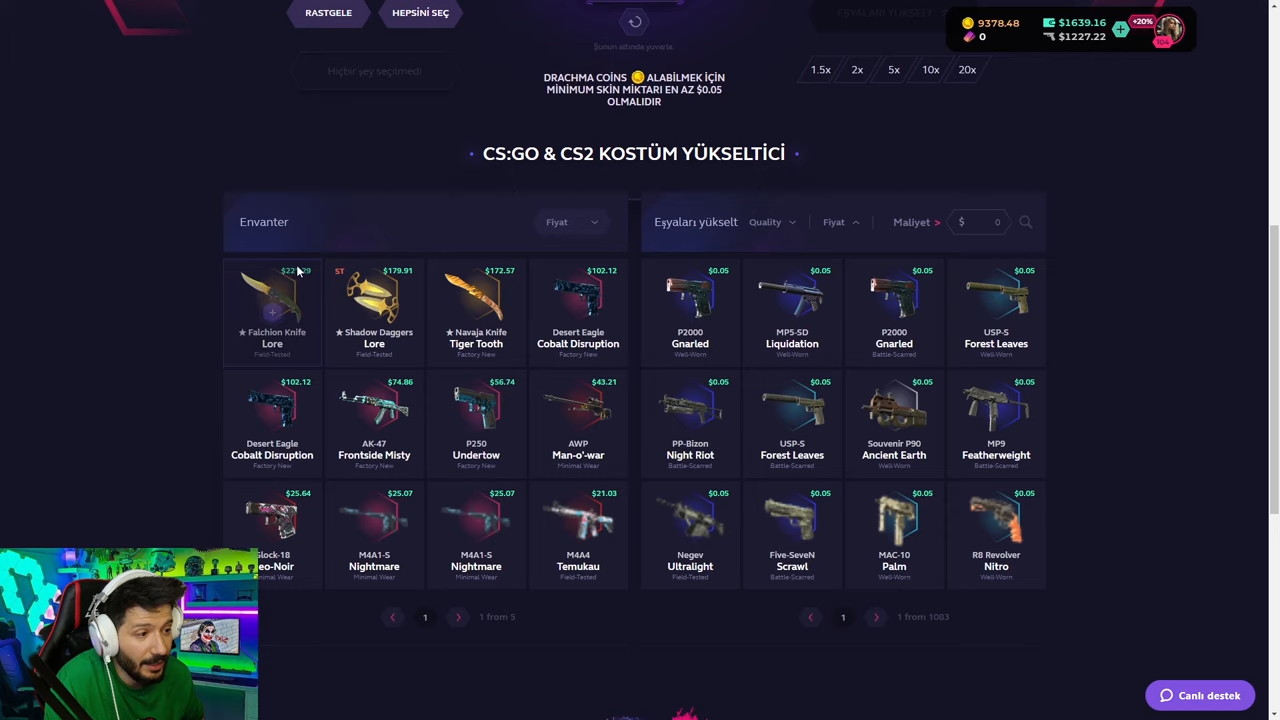 RASTGELE
HEPSİNİ SEÇ
9378.48
0
$1639.16
$1227.22
+20%
104
Hiçbir şey seçilmedi
Şunun altında yuvarla.
1.5x
2x
5x
10x
20x
DRACHMA COİNS ALABİLMEK İÇİN
MİNİMUM SKİN MİKTARI EN AZ $0.05
OLMALIDIR
CS:GO & CS2 KOSTÜM YÜKSELTİCİ
Envanter
Fiyat
★ Falchion Knife
Lore
Field-Tested
ST
$179.91
★ Shadow Daggers
Lore
Field-Tested
$172.57
★ Navaja Knife
Tiger Tooth
Factory New
$102.12
Desert Eagle
Cobalt Disruption
Factory New
$102.12
Desert Eagle
Cobalt Disruption
Factory New
$74.86
AK-47
Frontside Misty
Factory New
$56.74
P250
Undertow
Factory New
$43.21
AWP
Man-o'-war
Minimal Wear
$25.64
Glock-18
Neo-Noir
Minimal Wear
$25.07
M4A1-S
Nightmare
Minimal Wear
$25.07
M4A1-S
Nightmare
Minimal Wear
$21.03
M4A4
Temukau
Field-Tested
1
1 from 5
Eşyaları yükselt
Quality
Fiyat
Maliyet >
$ 0
$0.05
P2000
Gnarled
Well-Worn
$0.05
MP5-SD
Liquidation
Well-Worn
$0.05
P2000
Gnarled
Battle-Scarred
$0.05
USP-S
Forest Leaves
Well-Worn
$0.05
PP-Bizon
Night Riot
Battle-Scarred
$0.05
USP-S
Forest Leaves
Battle-Scarred
$0.05
Souvenir P90
Ancient Earth
Well-Worn
$0.05
MP9
Featherweight
Battle-Scarred
$0.05
Negev
Ultralight
Field-Tested
$0.05
Five-SeveN
Scrawl
Battle-Scarred
$0.05
MAC-10
Palm
Well-Worn
$0.05
R8 Revolver
Nitro
Well-Worn
1
1 from 1083
Canlı destek